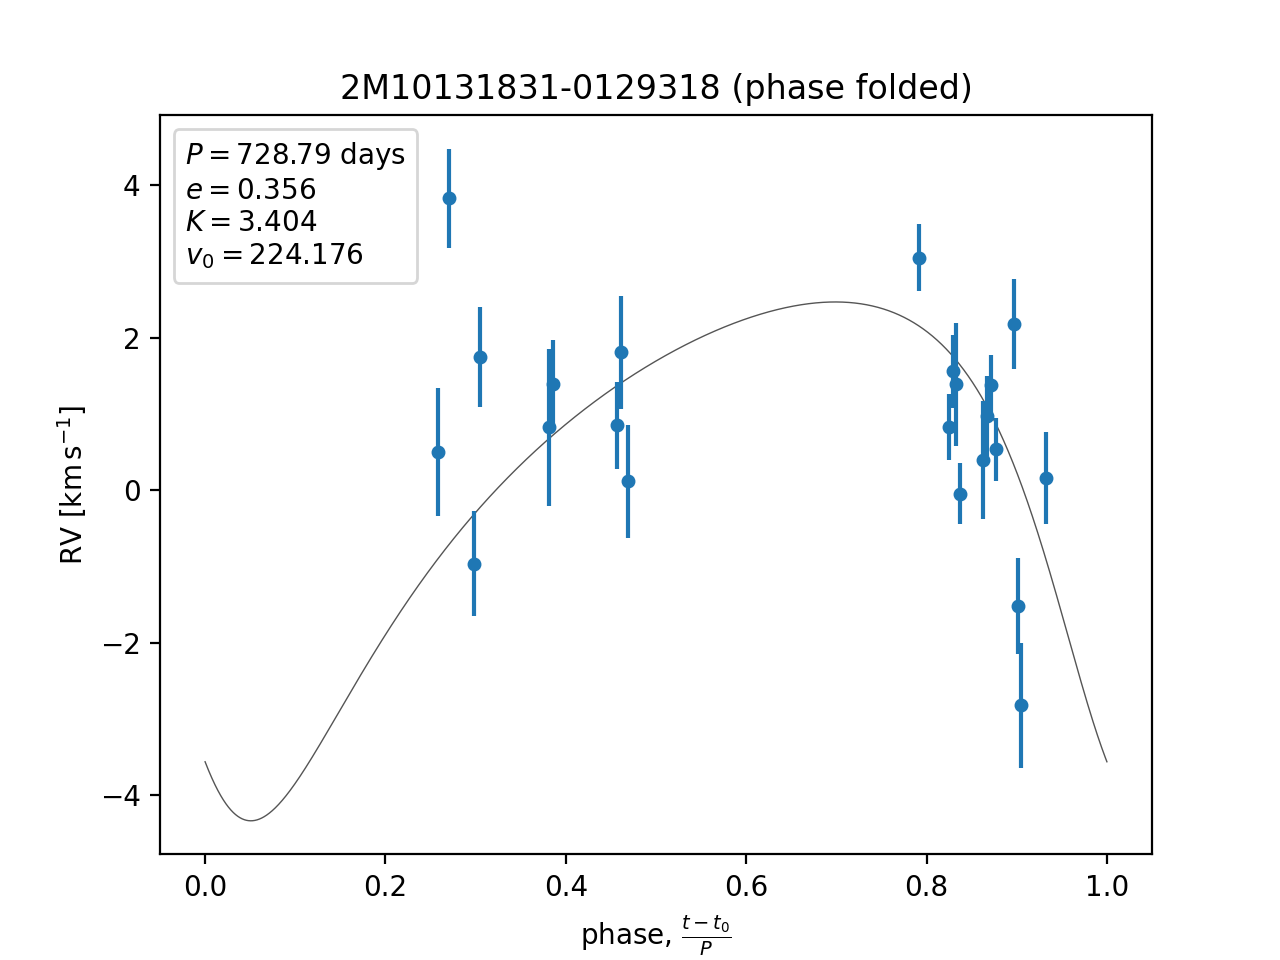 2M10131831-0129318 (phase folded)
P = 728.79 days
e = 0.356
K = 3.404
v₀ = 224.176
4
2
0
−2
−4
RV [km s⁻¹]
0.0 0.2 0.4 0.6 0.8 1.0
phase, (t − t₀)/P